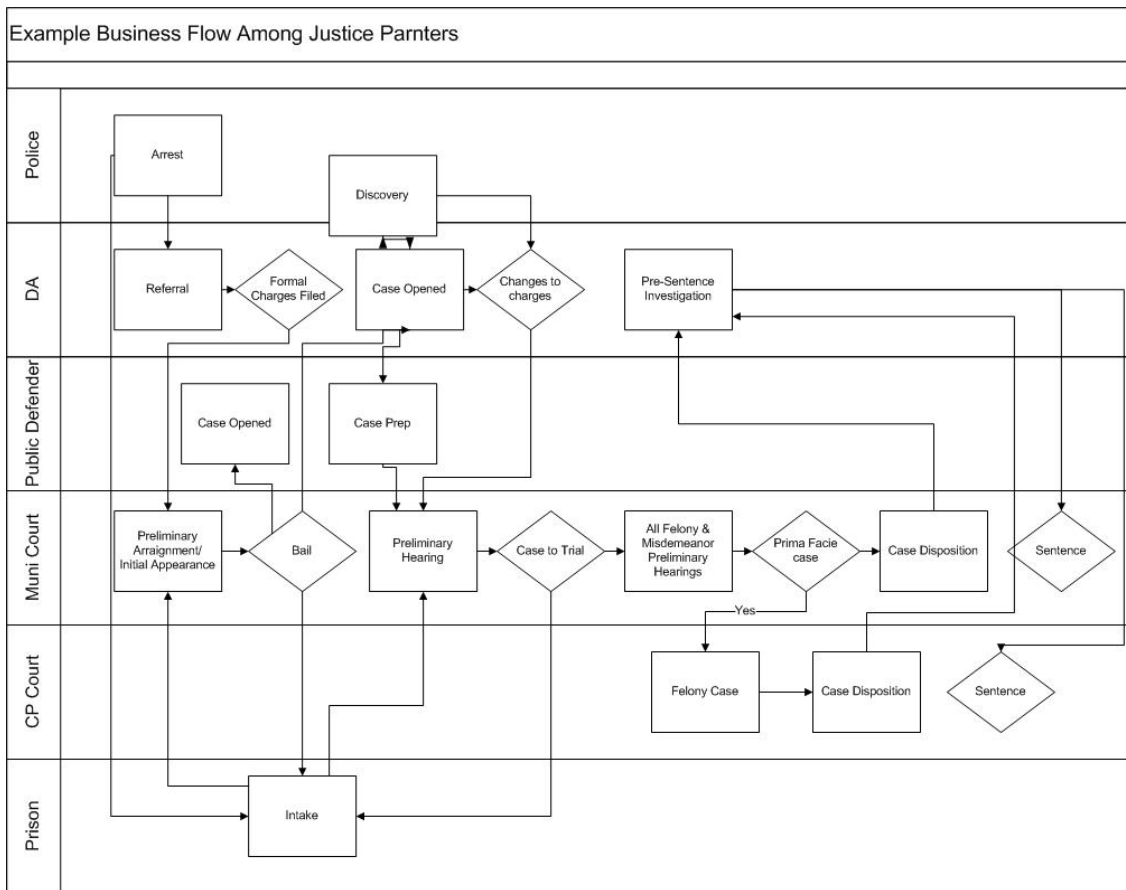 Example Business Flow Among Justice Parnters
Police
Arrest
Discovery
DA
Referral
Formal
Charges Filed
Case Opened
Changes to
charges
Pre-Sentence
Investigation
Public Defender
Case Opened
Case Prep
Muni Court
Preliminary
Arraignment/
Initial Appearance
Bail
Preliminary
Hearing
Case to Trial
All Felony &
Misdemeanor
Preliminary
Hearings
Prima Facie
case
Case Disposition
Sentence
Yes
CP Court
Felony Case
Case Disposition
Sentence
Prison
Intake